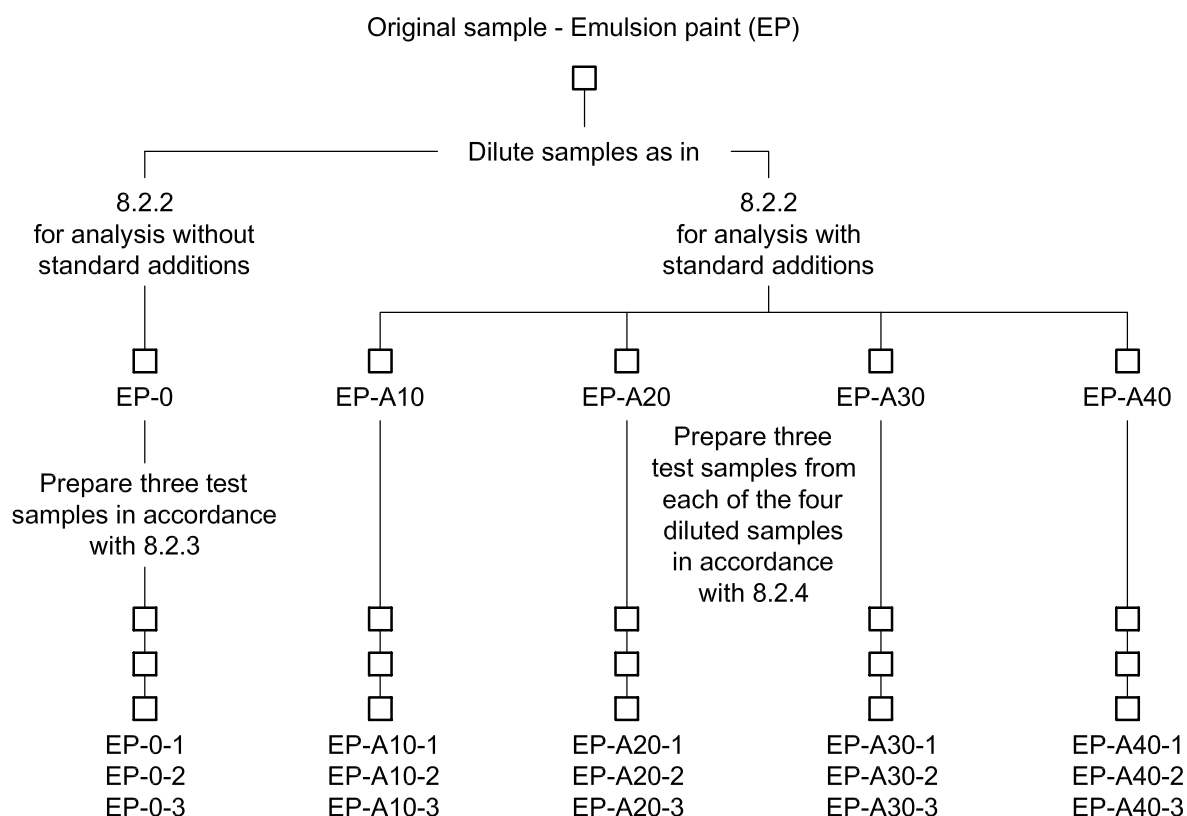 Original sample - Emulsion paint (EP)
Dilute samples as in
8.2.2
for analysis without
standard additions
8.2.2
for analysis with
standard additions
EP-0
EP-A10
EP-A20
EP-A30
EP-A40
Prepare three test
samples in accordance
with 8.2.3
Prepare three
test samples from
each of the four
diluted samples
in accordance
with 8.2.4
EP-0-1
EP-0-2
EP-0-3
EP-A10-1
EP-A10-2
EP-A10-3
EP-A20-1
EP-A20-2
EP-A20-3
EP-A30-1
EP-A30-2
EP-A30-3
EP-A40-1
EP-A40-2
EP-A40-3